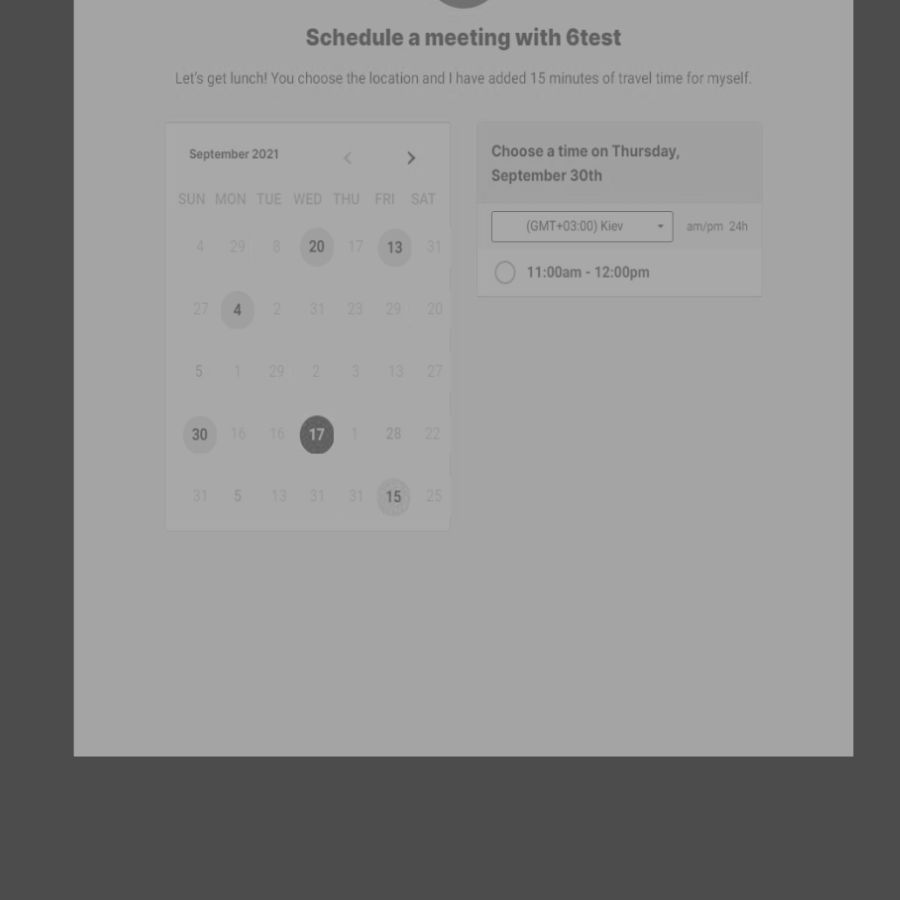 Schedule a meeting with 6test
Let's get lunch! You choose the location and I have added 15 minutes of travel time for myself.
September 2021
SUN MON TUE WED THU FRI SAT
4 29 8 20 17 13 31
27 4 2 31 23 29 20
5 1 29 2 3 13 27
30 16 16 17 1 28 22
31 5 13 31 31 15 25
Choose a time on Thursday,
September 30th
(GMT+03:00) Kiev am/pm 24h
11:00am - 12:00pm